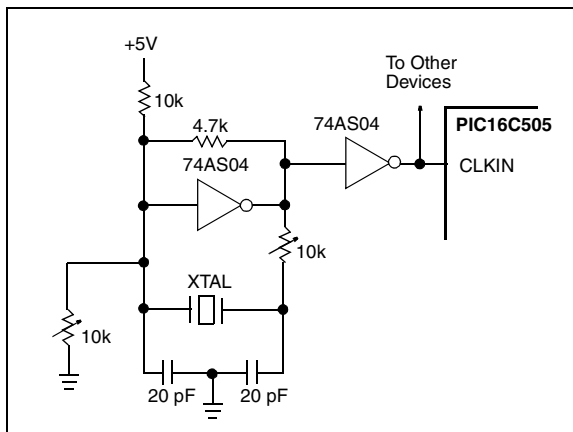 +5V
To Other
Devices
10k
4.7k
74AS04
PIC16C505
74AS04
CLKIN
10k
XTAL
10k
20 pF
20 pF